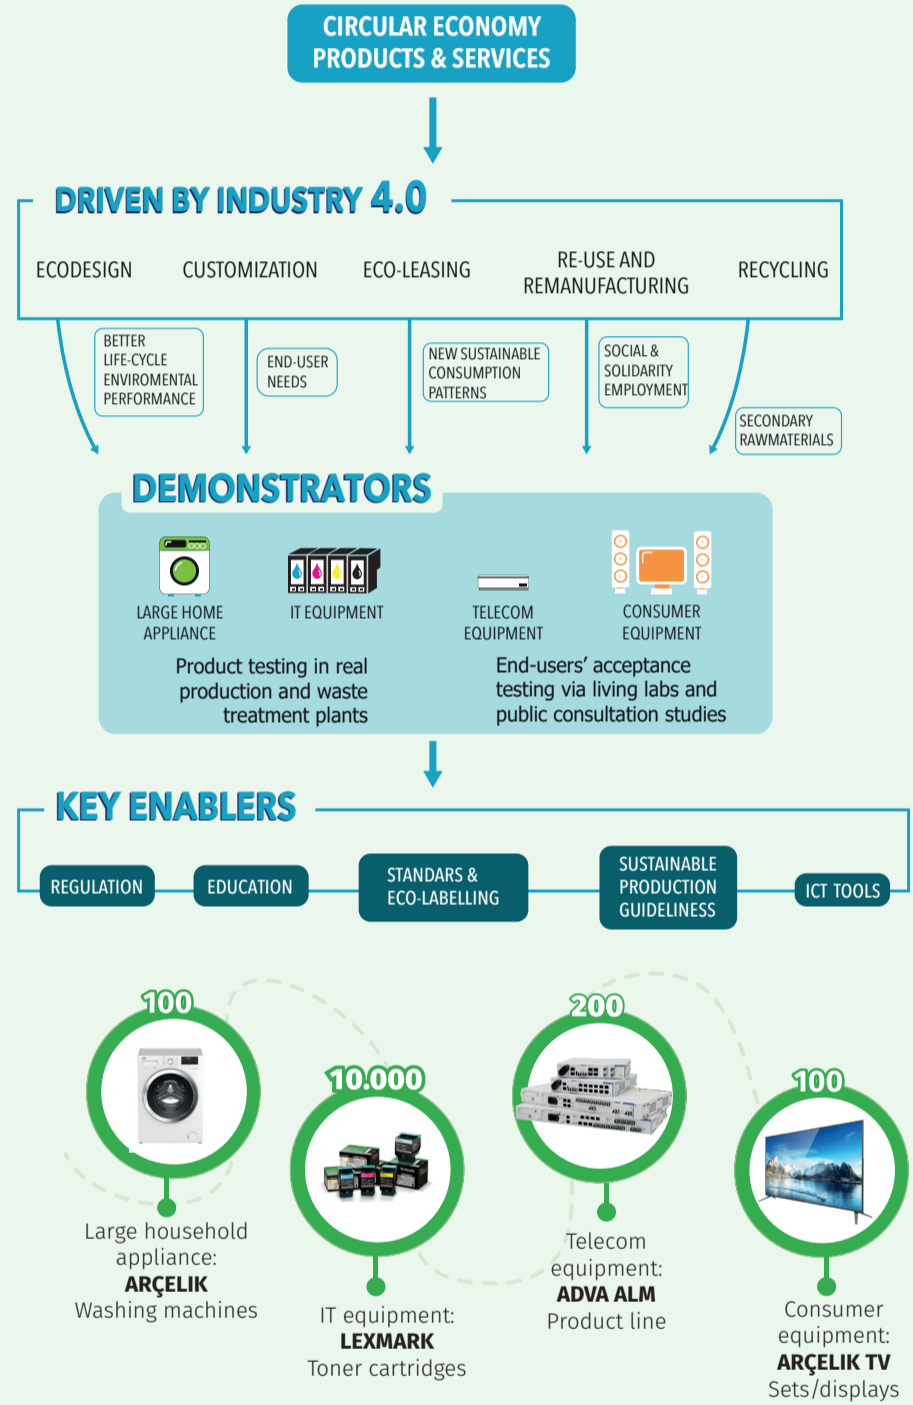 CIRCULAR ECONOMY
PRODUCTS & SERVICES
DRIVEN BY INDUSTRY 4.0
ECODESIGN
CUSTOMIZATION
ECO-LEASING
RE-USE AND
REMANUFACTURING
RECYCLING
BETTER
LIFE-CYCLE
ENVIROMENTAL
PERFORMANCE
END-USER
NEEDS
NEW SUSTAINABLE
CONSUMPTION
PATTERNS
SOCIAL &
SOLIDARITY
EMPLOYMENT
SECONDARY
RAWMATERIALS
DEMONSTRATORS
LARGE HOME
APPLIANCE
IT EQUIPMENT
TELECOM
EQUIPMENT
CONSUMER
EQUIPMENT
Product testing in real
production and waste
treatment plants
End-users' acceptance
testing via living labs and
public consultation studies
KEY ENABLERS
REGULATION
EDUCATION
STANDARS &
ECO-LABELLING
SUSTAINABLE
PRODUCTION
GUIDELINESS
ICT TOOLS
100
Large household
appliance:
ARÇELIK
Washing machines
10.000
IT equipment:
LEXMARK
Toner cartridges
200
Telecom
equipment:
ADVA ALM
Product line
100
Consumer
equipment:
ARÇELIK TV
Sets/displays